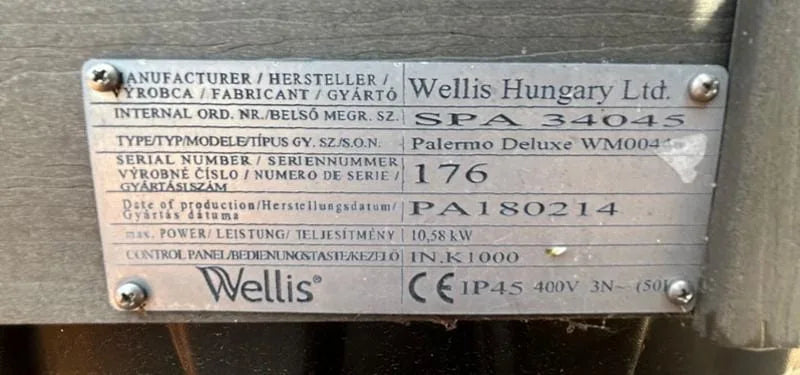 MANUFACTURER / HERSTELLER /
VÝROBCA / FABRICANT / GYÁRTÓ Wellis Hungary Ltd.
INTERNAL ORD. NR./BELSŐ MEGR. SZ. SPA 34045
TYPE/TYP/MODELE/TÍPUS GY. SZ./S.O.N. Palermo Deluxe
SERIAL NUMBER / SERIENNUMMER
VÝROBNÉ ČÍSLO / NUMERO DE SERIE / 176
GYÁRTÁSI SZÁM
Date of production/Herstellungsdatum/ PA180214
Gyártás dátuma
max. POWER/ LEISTUNG/ TELJESÍTMÉNY 10,58 kW
CONTROL PANEL/BEDIENUNGSTASTE/KEZELŐ IN.K1000
Wellis® CE IP45 400V 3N~